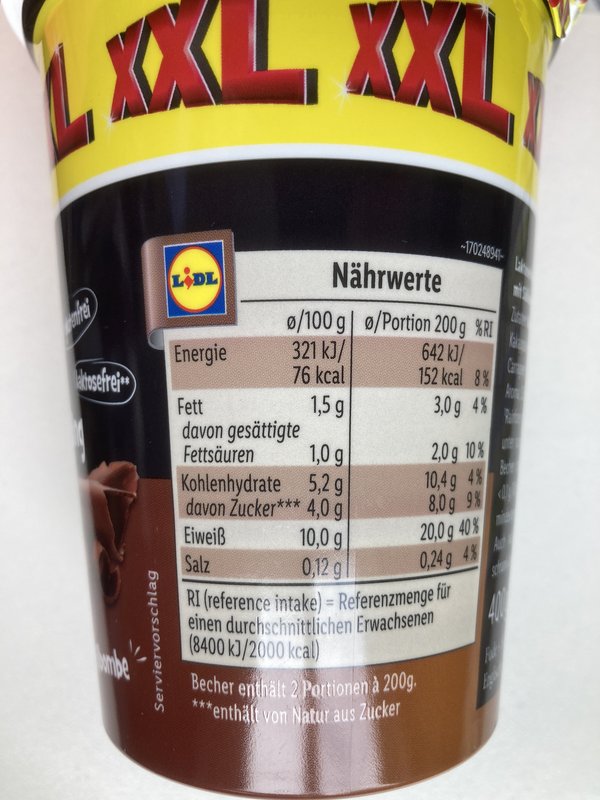 XXL XXL
~170248941~
LIDL
Nährwerte
ø/100 g ø/Portion 200 g %RI
Energie 321 kJ/ 642 kJ/
76 kcal 152 kcal 8 %
Fett 1,5 g 3,0 g 4 %
davon gesättigte
Fettsäuren 1,0 g 2,0 g 10 %
Kohlenhydrate 5,2 g 10,4 g 4 %
davon Zucker*** 4,0 g 8,0 g 9 %
Eiweiß 10,0 g 20,0 g 40 %
Salz 0,12 g 0,24 g 4 %
RI (reference intake) = Referenzmenge für
einen durchschnittlichen Erwachsenen
(8400 kJ/2000 kcal)
Becher enthält 2 Portionen à 200g.
***enthält von Natur aus Zucker
Serviervorschlag
laktosefrei**